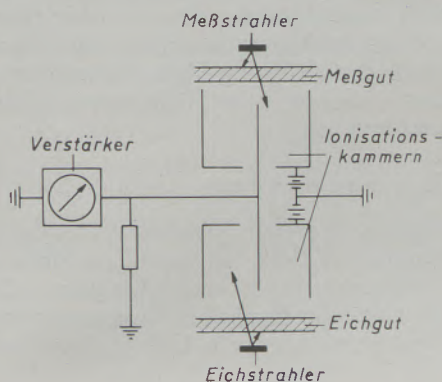 Meßstrahler
Meßgut
Verstärker
Ionisations-
kammern
Eichgut
Eichstrahler